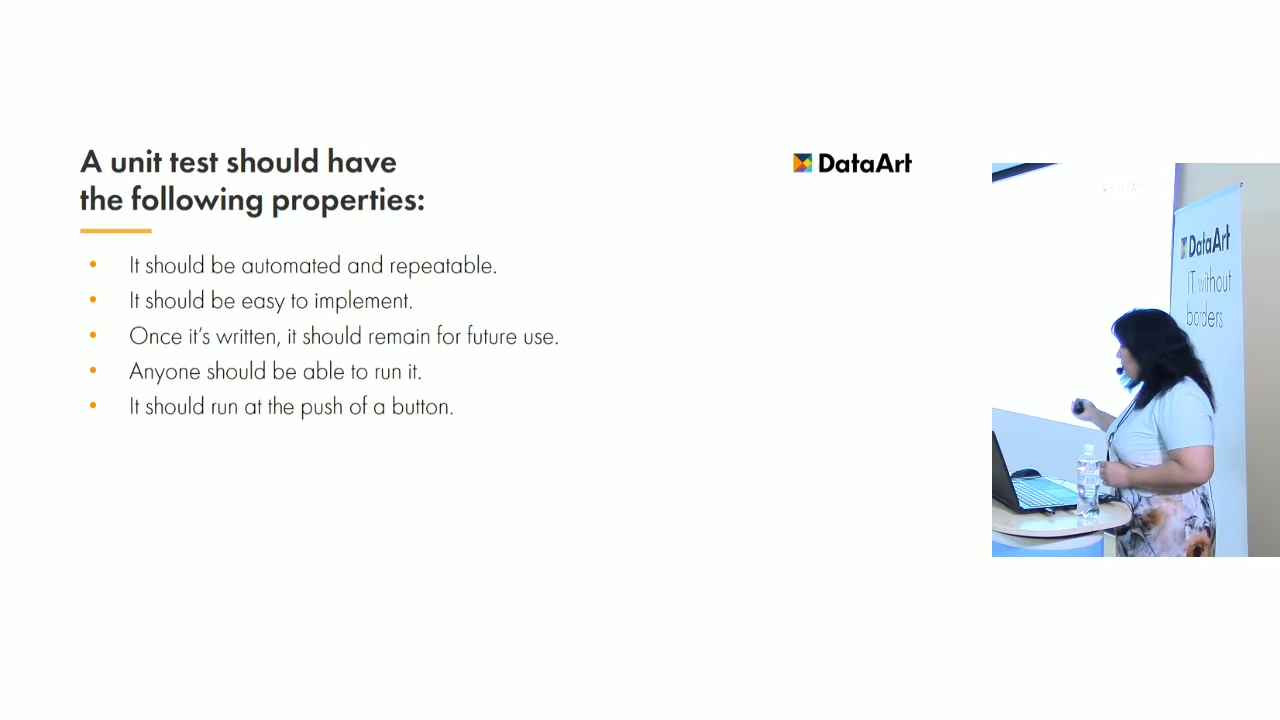 A unit test should have
the following properties:
DataArt
• It should be automated and repeatable.
• It should be easy to implement.
• Once it's written, it should remain for future use.
• Anyone should be able to run it.
• It should run at the push of a button.
DataArt
IT without
borders